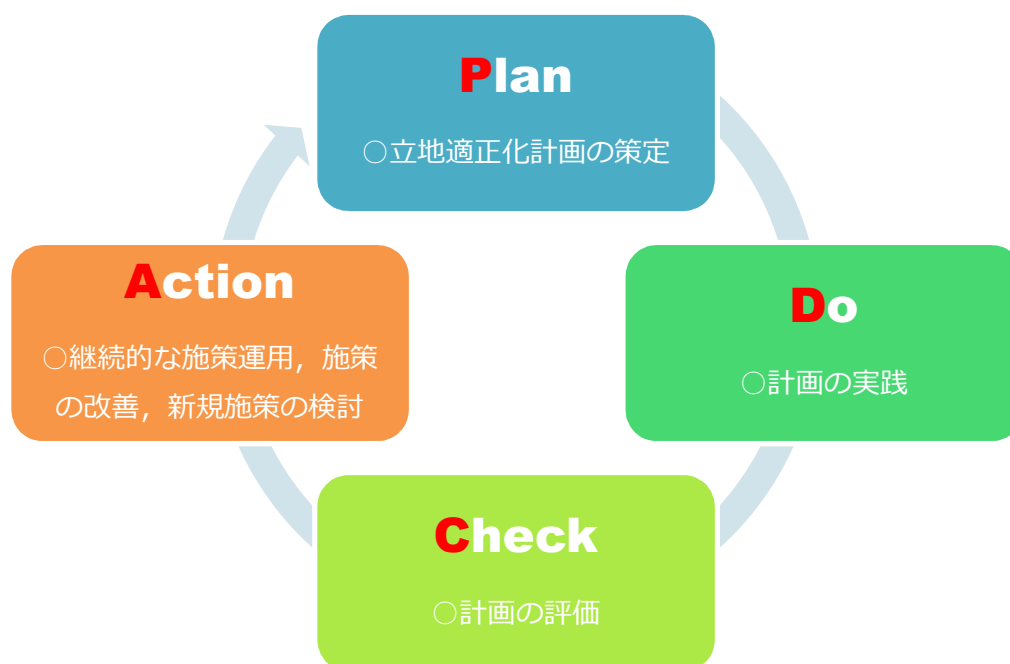 Plan
○立地適正化計画の策定
Do
○計画の実践
Check
○計画の評価
Action
○継続的な施策運用，施策
の改善，新規施策の検討